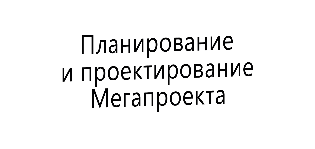 Планирование
и проектирование
Мегапроекта